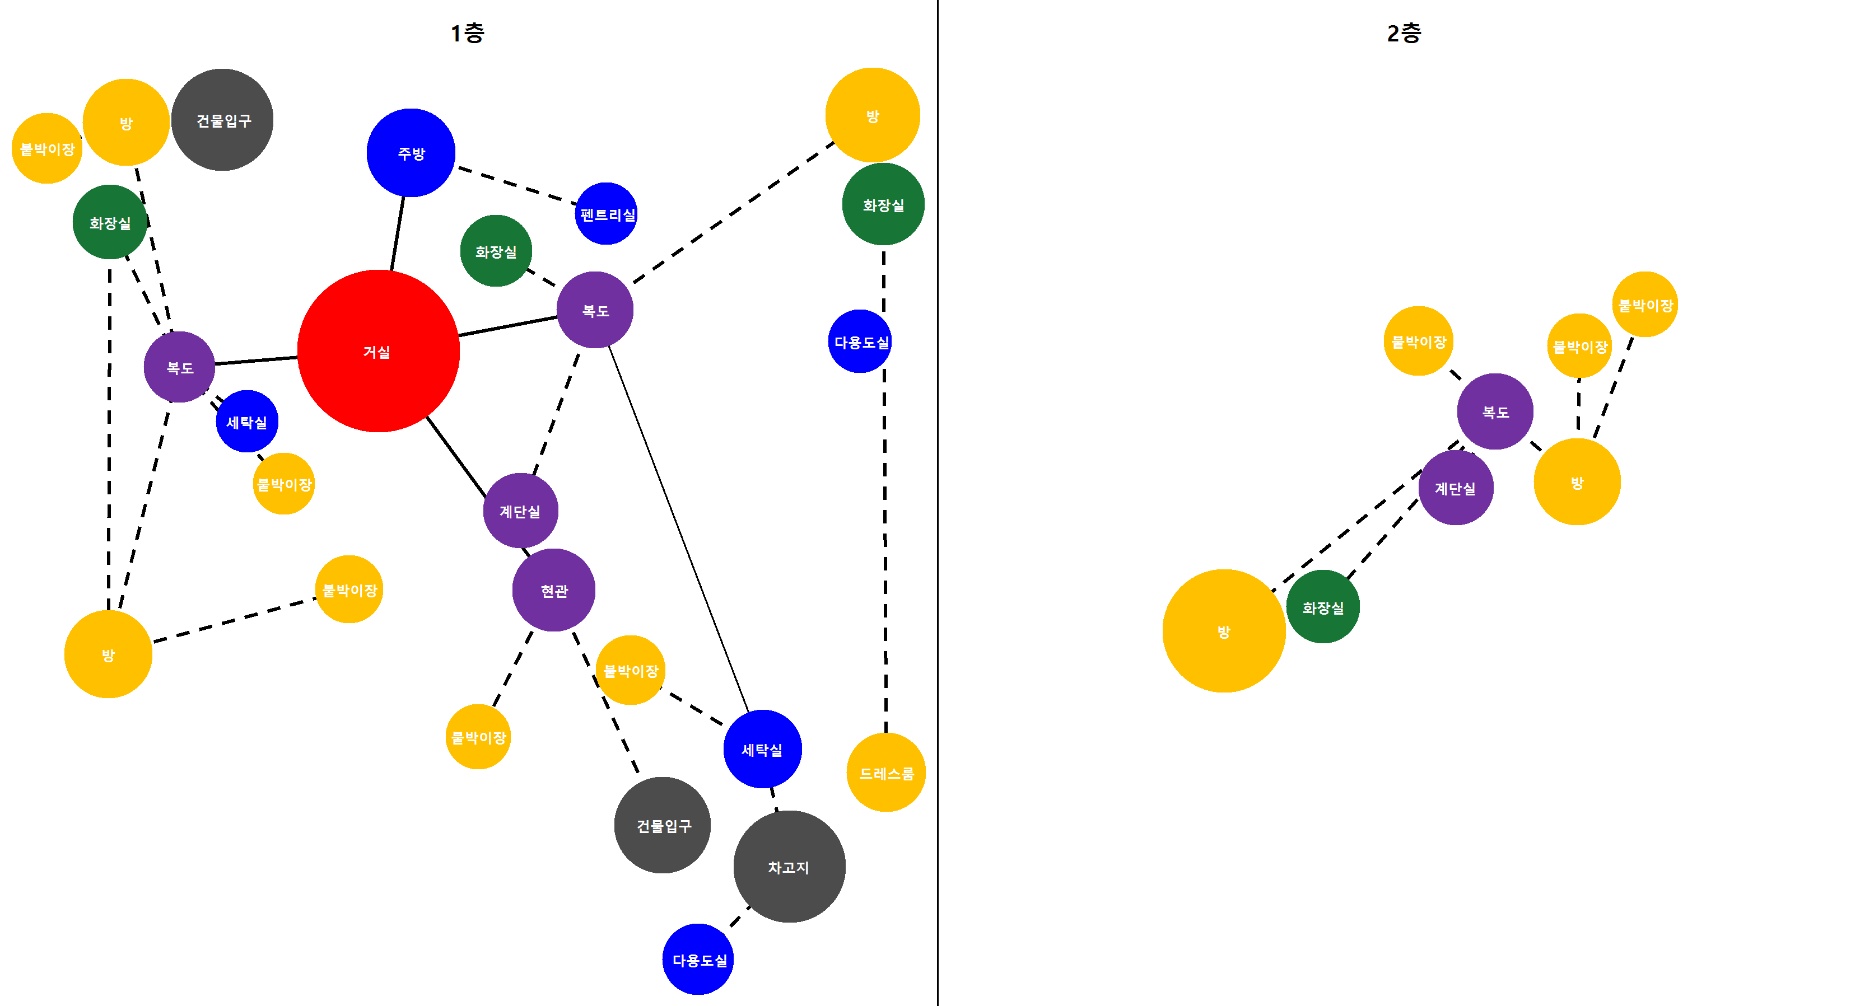 1층
방
건물입구
붙박이장
주방
방
화장실
펜트리실
화장실
화장실
복도
다용도실
거실
복도
세탁실
붙박이장
계단실
현관
붙박이장
방
붙박이장
붙박이장
세탁실
드레스룸
건물입구
차고지
다용도실
2층
붙박이장
붙박이장
붙박이장
복도
계단실
방
화장실
방